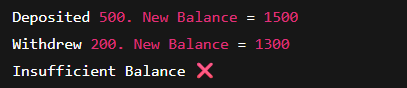 Deposited 500. New Balance = 1500
Withdrew 200. New Balance = 1300
Insufficient Balance ❌